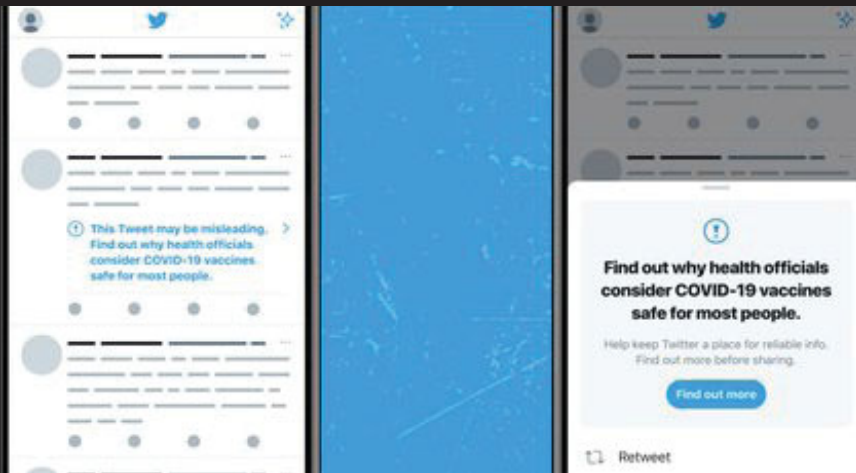 This Tweet may be misleading.
Find out why health officials
consider COVID-19 vaccines
safe for most people.
Find out why health officials
consider COVID-19 vaccines
safe for most people.
Help keep Twitter a place for reliable info.
Find out more before sharing.
Find out more
Retweet